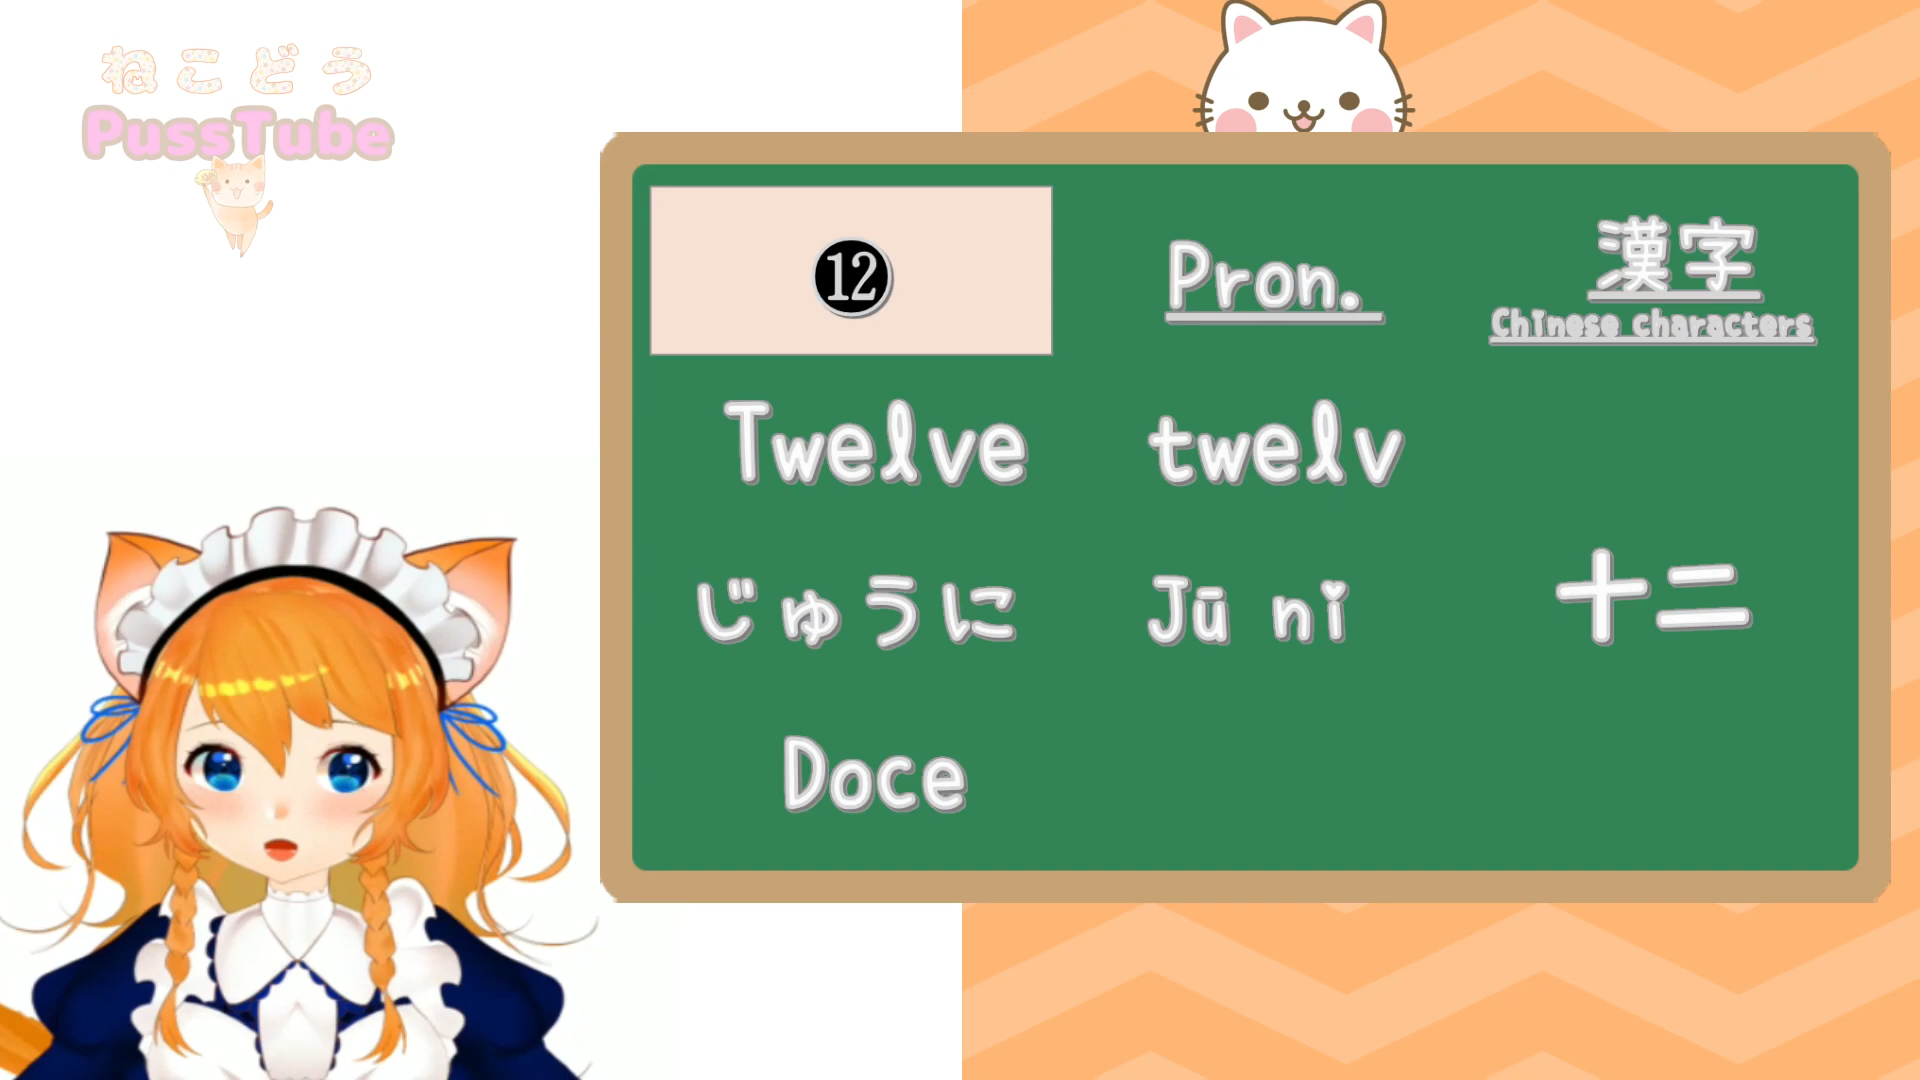 ねこどう
PussTube
⓬ Pron. 漢字
Chinese characters
Twelve twelv
じゅうに Jū ni 十二
Doce